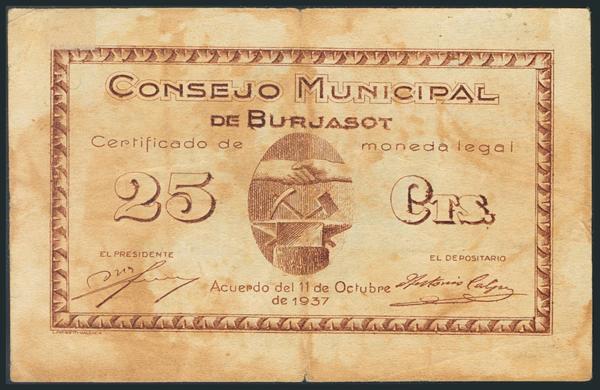 CONSEJO MUNICIPAL
DE BURJASOT
Certificado de moneda legal
25 CTS.
EL PRESIDENTE
EL DEPOSITARIO
Antonio
Acuerdo del 11 de Octubre
de 1937